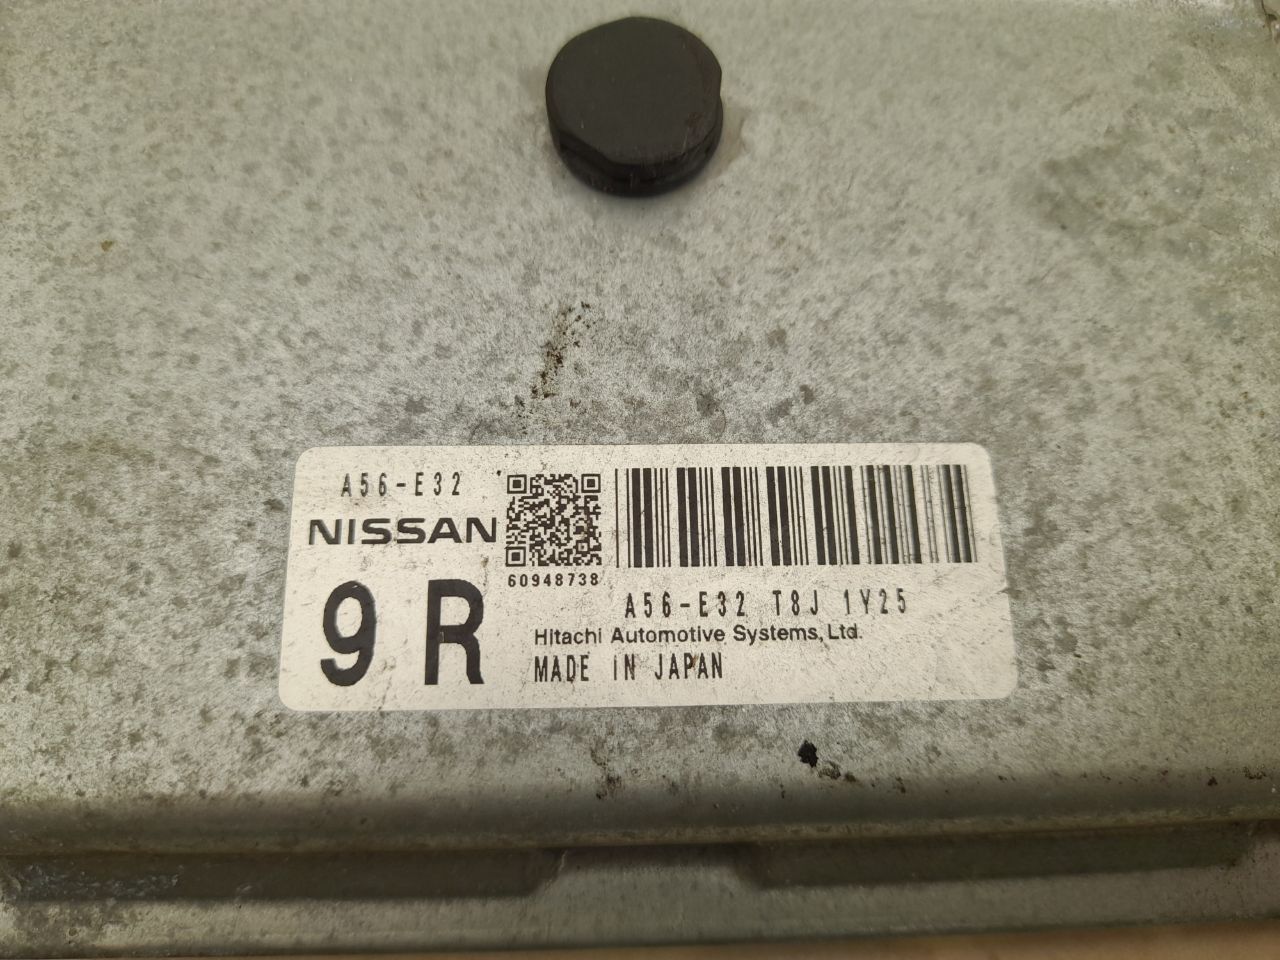 A56-E32
NISSAN
9 R
60948738
A56-E32 T8J 1Y25
Hitachi Automotive Systems, Ltd.
MADE IN JAPAN